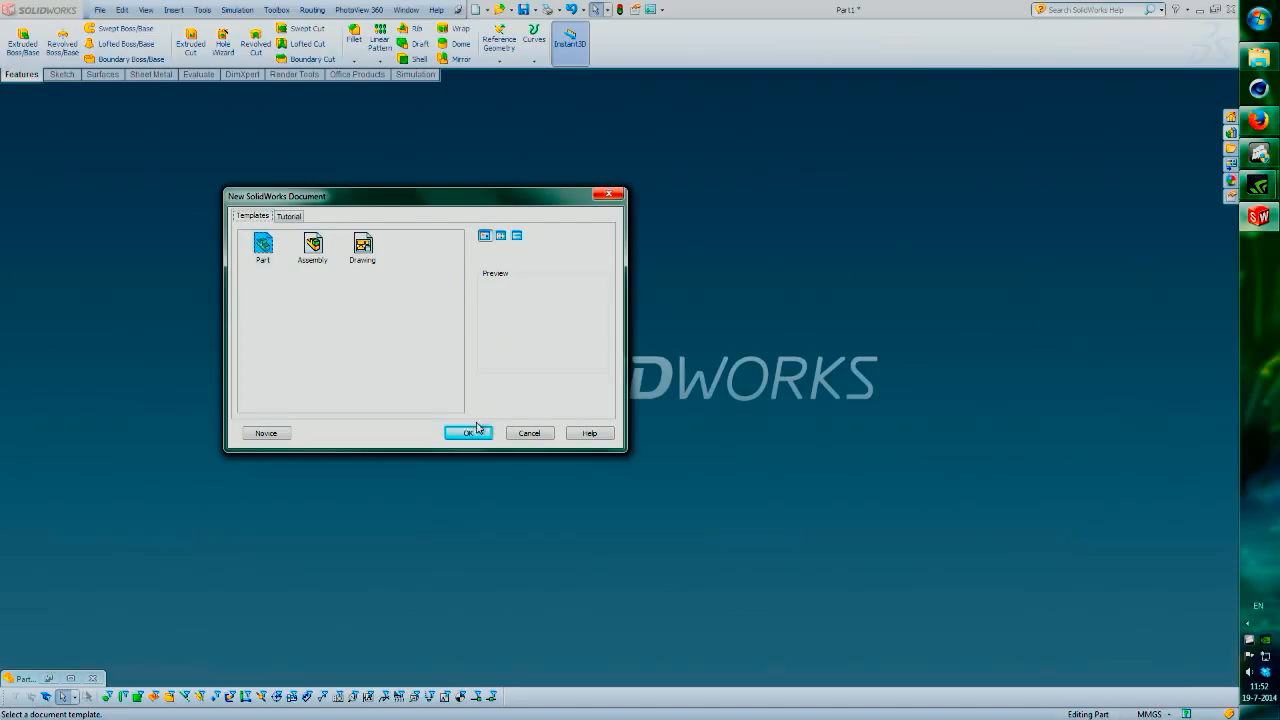 SOLIDWORKS File Edit View Insert Tools Simulation Toolbox Routing PhotoView 360 Window Help Part1 * Search SolidWorks Help
Extruded Boss/Base
Revolved Boss/Base
Swept Boss/Base
Lofted Boss/Base
Boundary Boss/Base
Extruded Cut
Hole Wizard
Revolved Cut
Swept Cut
Lofted Cut
Boundary Cut
Fillet
Linear Pattern
Rib
Draft
Shell
Wrap
Dome
Mirror
Reference Geometry
Curves
Instant3D
Features Sketch Surfaces Sheet Metal Evaluate DimXpert Render Tools Office Products Simulation
New SolidWorks Document
Templates Tutorial
Part Assembly Drawing
Preview
DWORKS
Novice OK Cancel Help
EN
Part...
11:52
19-7-2014
Select a document template. Editing Part MMGS